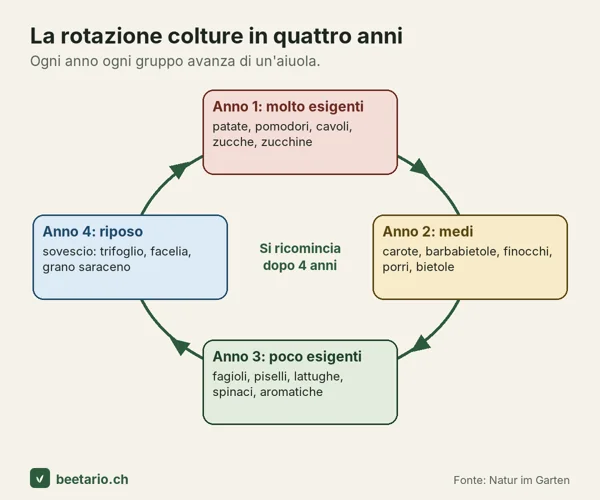 La rotazione colture in quattro anni
Ogni anno ogni gruppo avanza di un'aiuola.
Anno 1: molto esigenti
patate, pomodori, cavoli,
zucche, zucchine
Anno 4: riposo
sovescio: trifoglio, facelia,
grano saraceno
Si ricomincia
dopo 4 anni
Anno 2: medi
carote, barbabietole, finocchi,
porri, bietole
Anno 3: poco esigenti
fagioli, piselli, lattughe,
spinaci, aromatiche
beetario.ch
Fonte: Natur im Garten